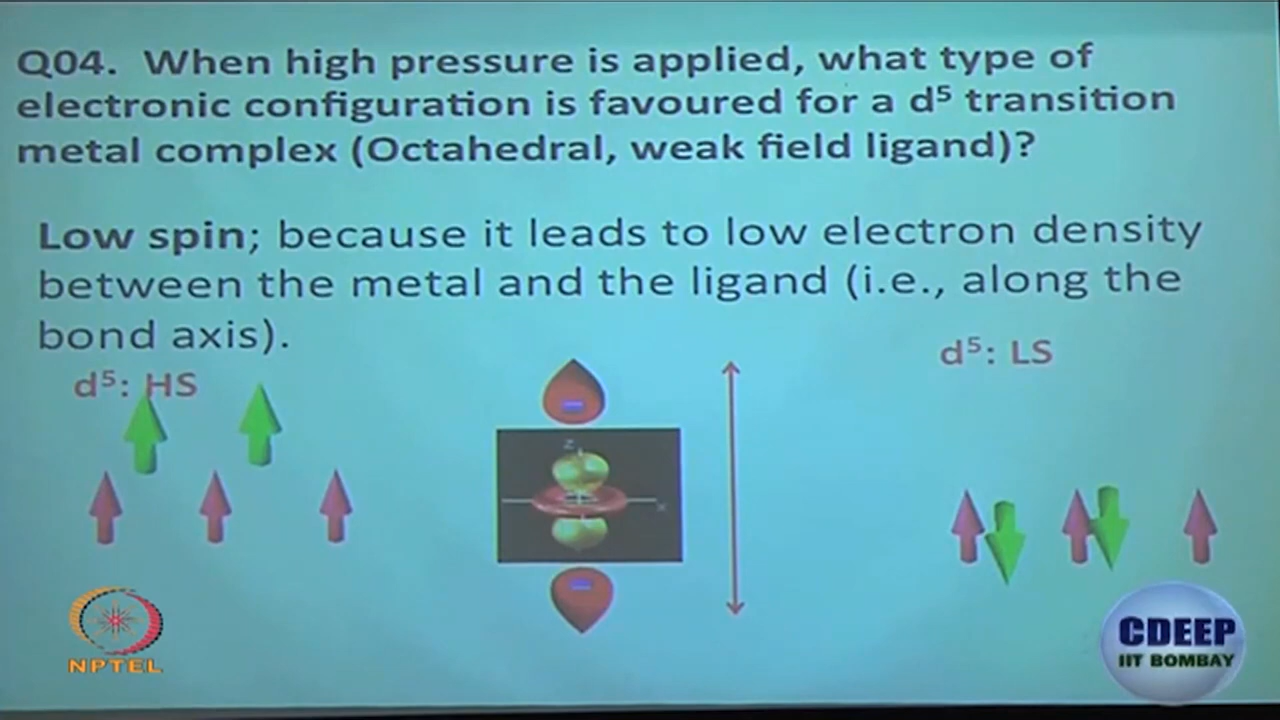 Q04. When high pressure is applied, what type of
electronic configuration is favoured for a d⁵ transition
metal complex (Octahedral, weak field ligand)?
Low spin; because it leads to low electron density
between the metal and the ligand (i.e., along the
bond axis).
d⁵: HS
d⁵: LS
z
x
NPTEL
CDEEP
IIT BOMBAY